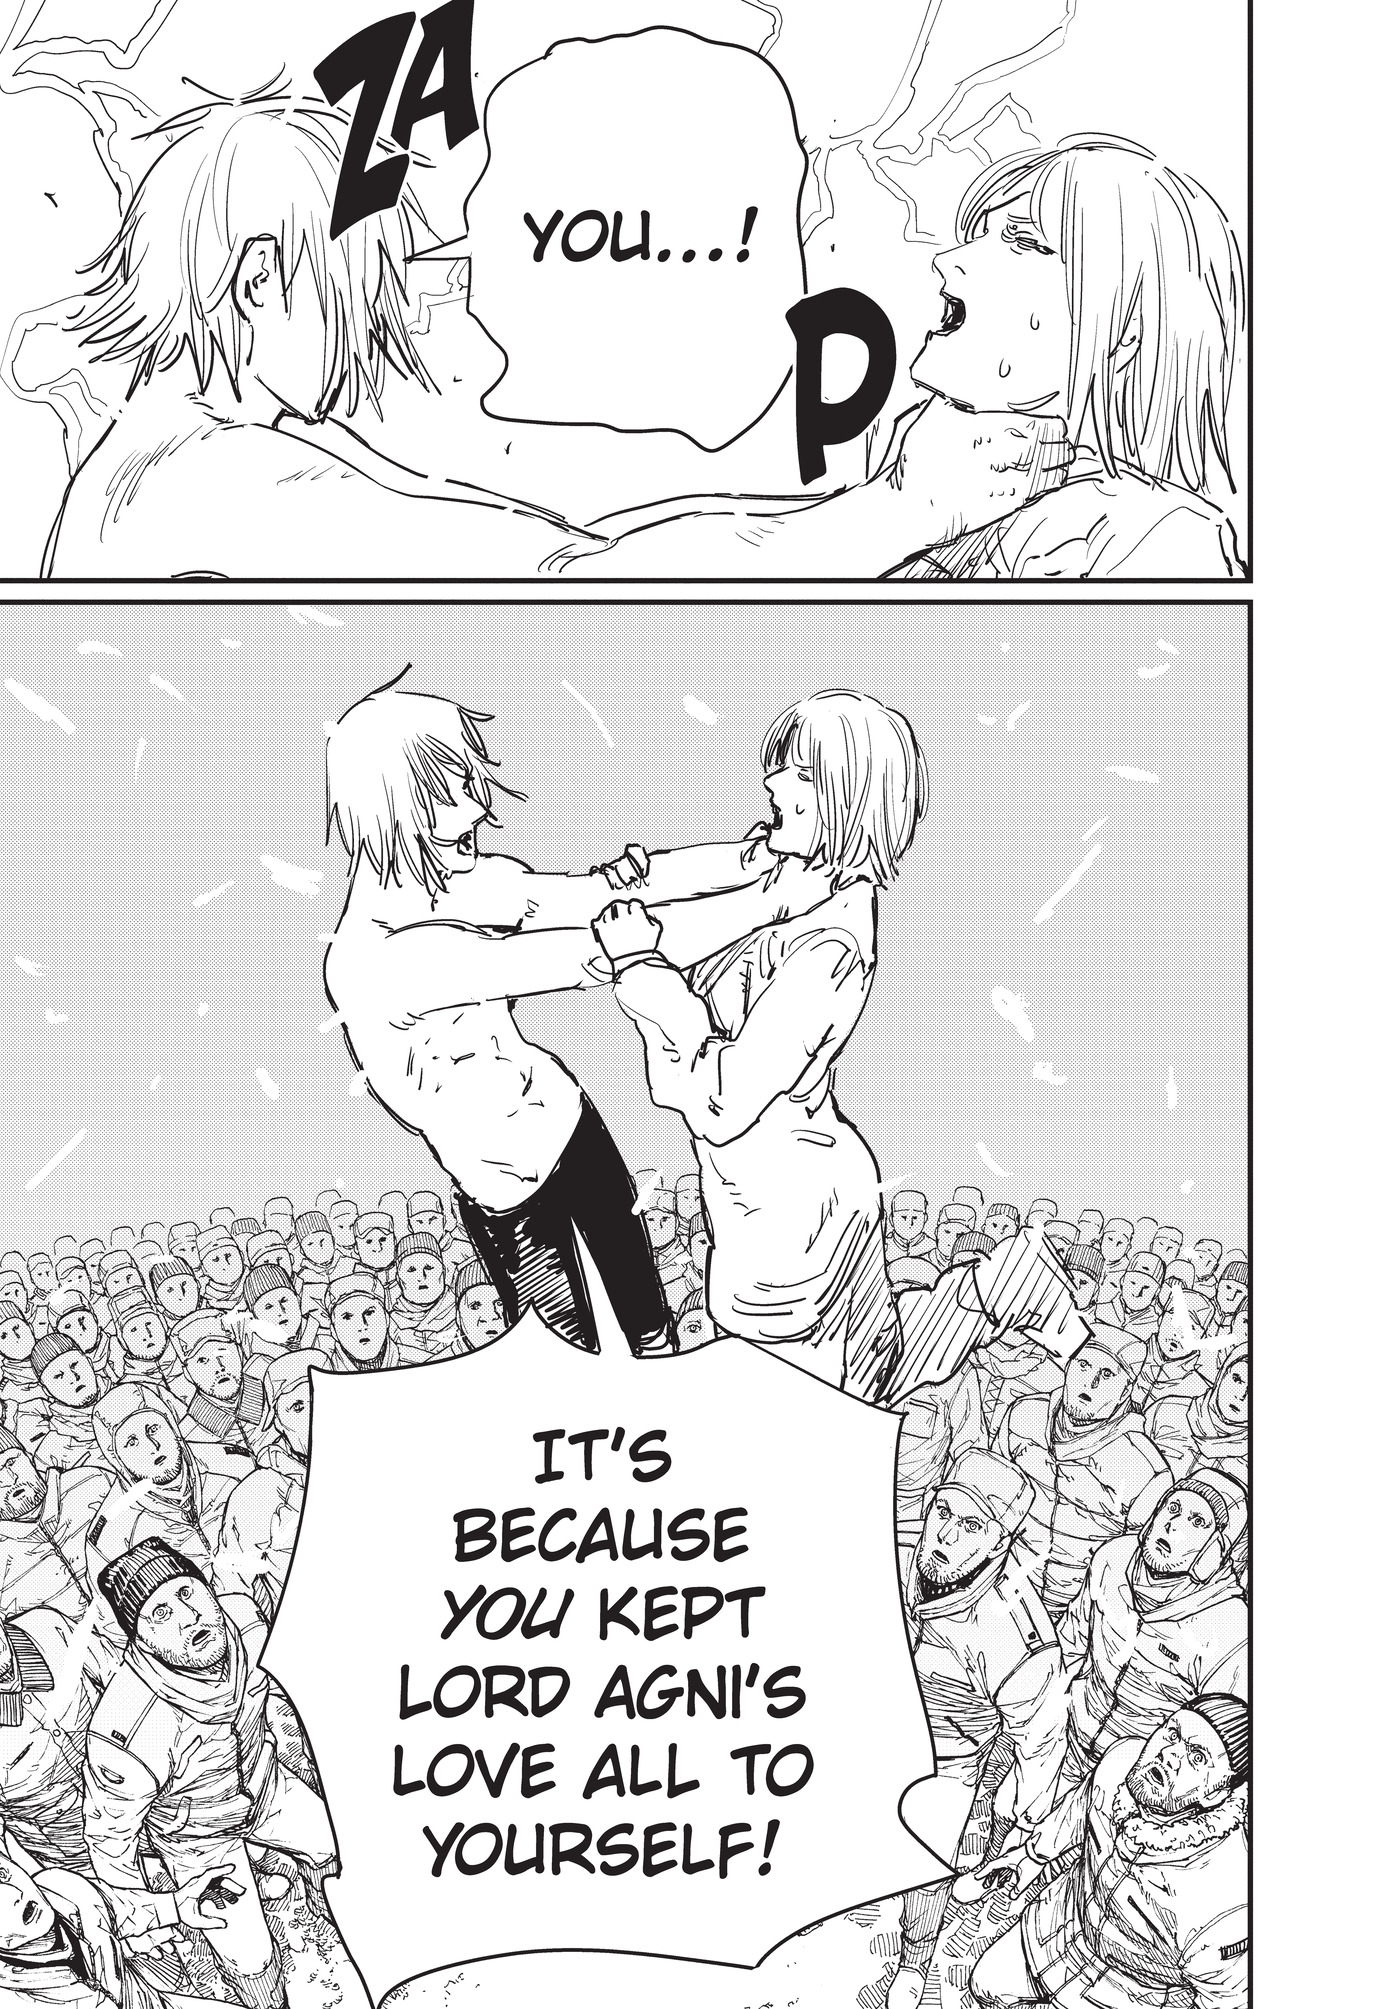 ZA
P
YOU...!
IT'S
BECAUSE
YOU KEPT
LORD AGNI'S
LOVE ALL TO
YOURSELF!